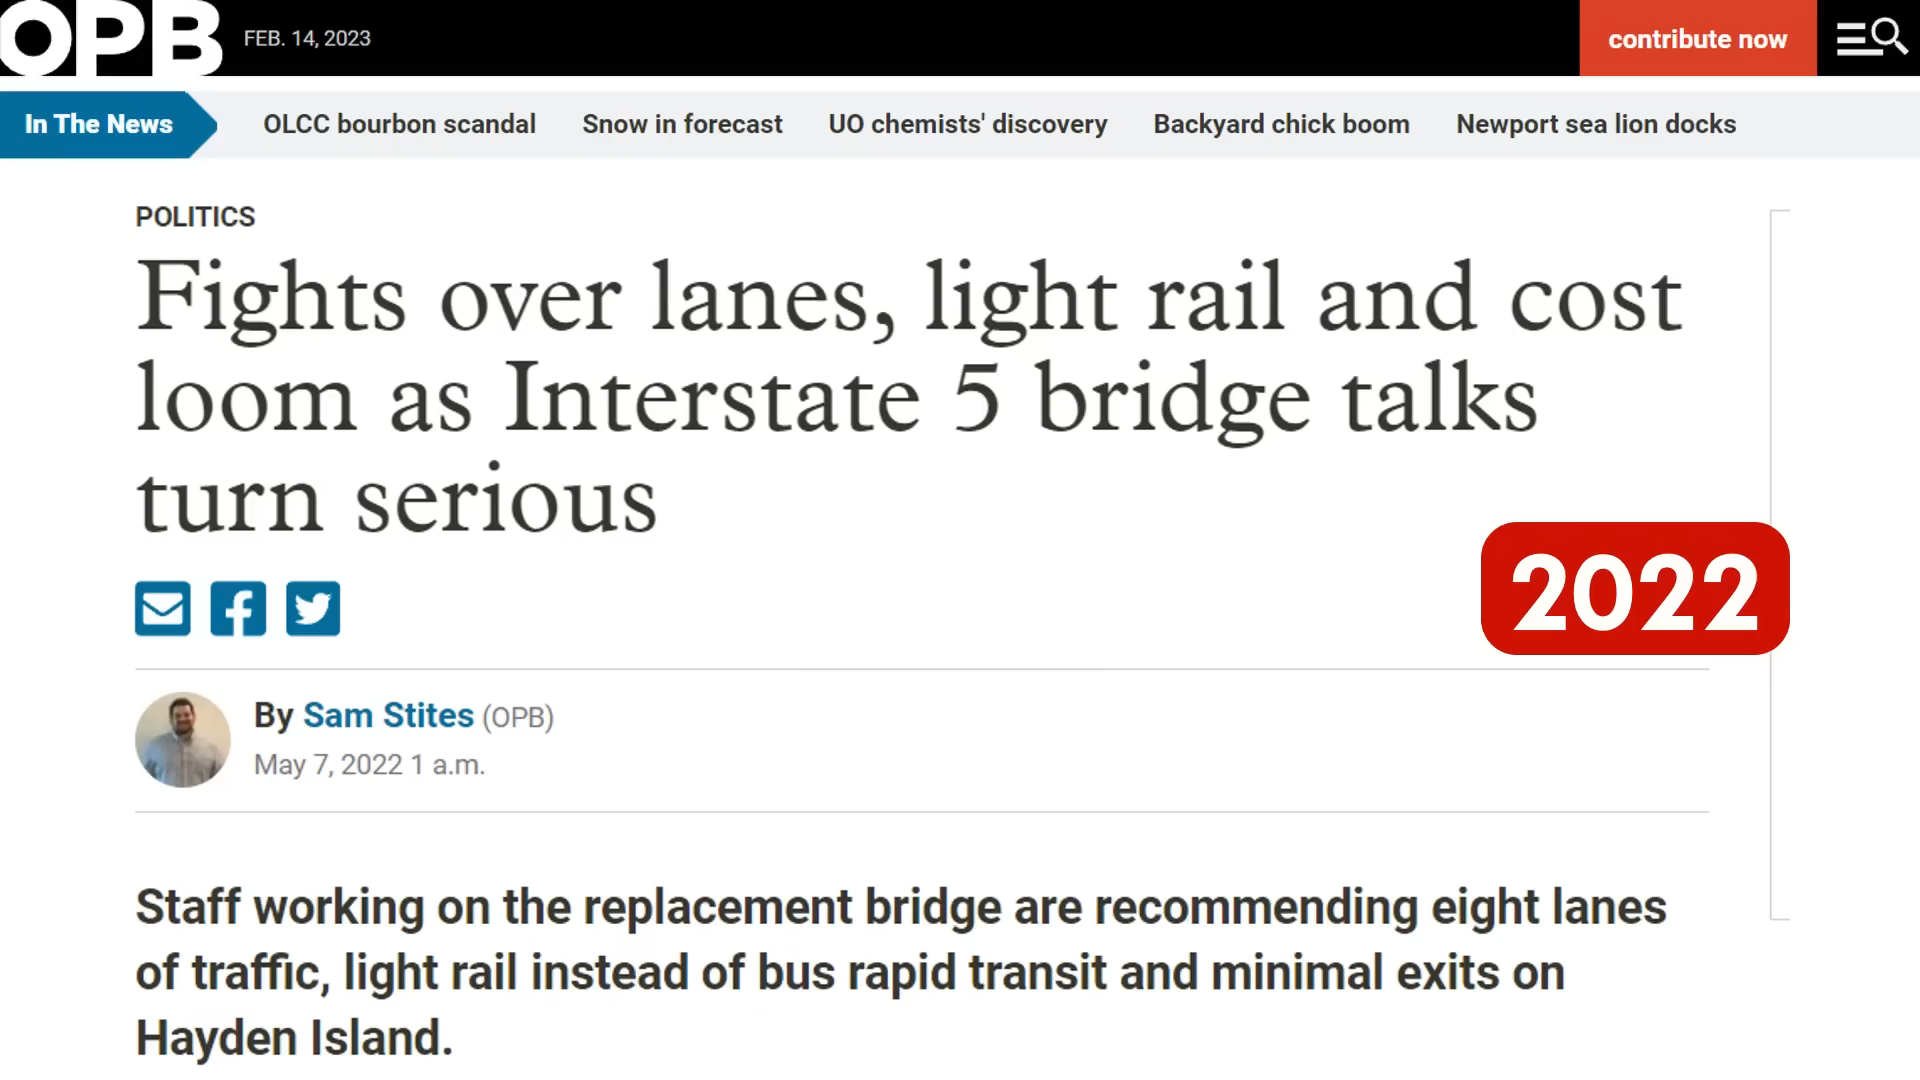 OPB
FEB. 14, 2023
contribute now
In The News
OLCC bourbon scandal
Snow in forecast
UO chemists' discovery
Backyard chick boom
Newport sea lion docks
POLITICS
Fights over lanes, light rail and cost
loom as Interstate 5 bridge talks
turn serious
2022
By Sam Stites (OPB)
May 7, 2022 1 a.m.
Staff working on the replacement bridge are recommending eight lanes
of traffic, light rail instead of bus rapid transit and minimal exits on
Hayden Island.